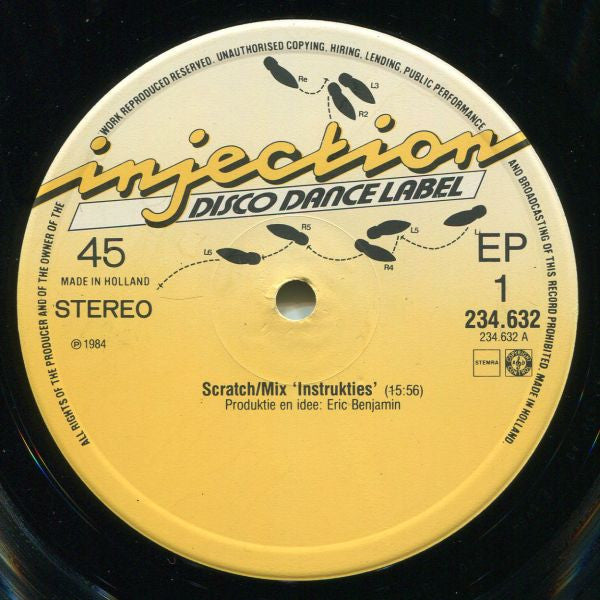 ALL RIGHTS OF THE PRODUCER AND OF THE OWNER OF THE WORK REPRODUCED RESERVED. UNAUTHORISED COPYING, HIRING, LENDING, PUBLIC PERFORMANCE AND BROADCASTING OF THIS RECORD PROHIBITED. MADE IN HOLLAND.
Re
L3
R2
injection
DISCO DANCE LABEL
R5
L5
L6
R4
45
MADE IN HOLLAND
STEREO
℗ 1984
EP
1
234.632
234.632 A
STEMRA
Scratch/Mix 'Instrukties' (15:56)
Produktie en idee: Eric Benjamin